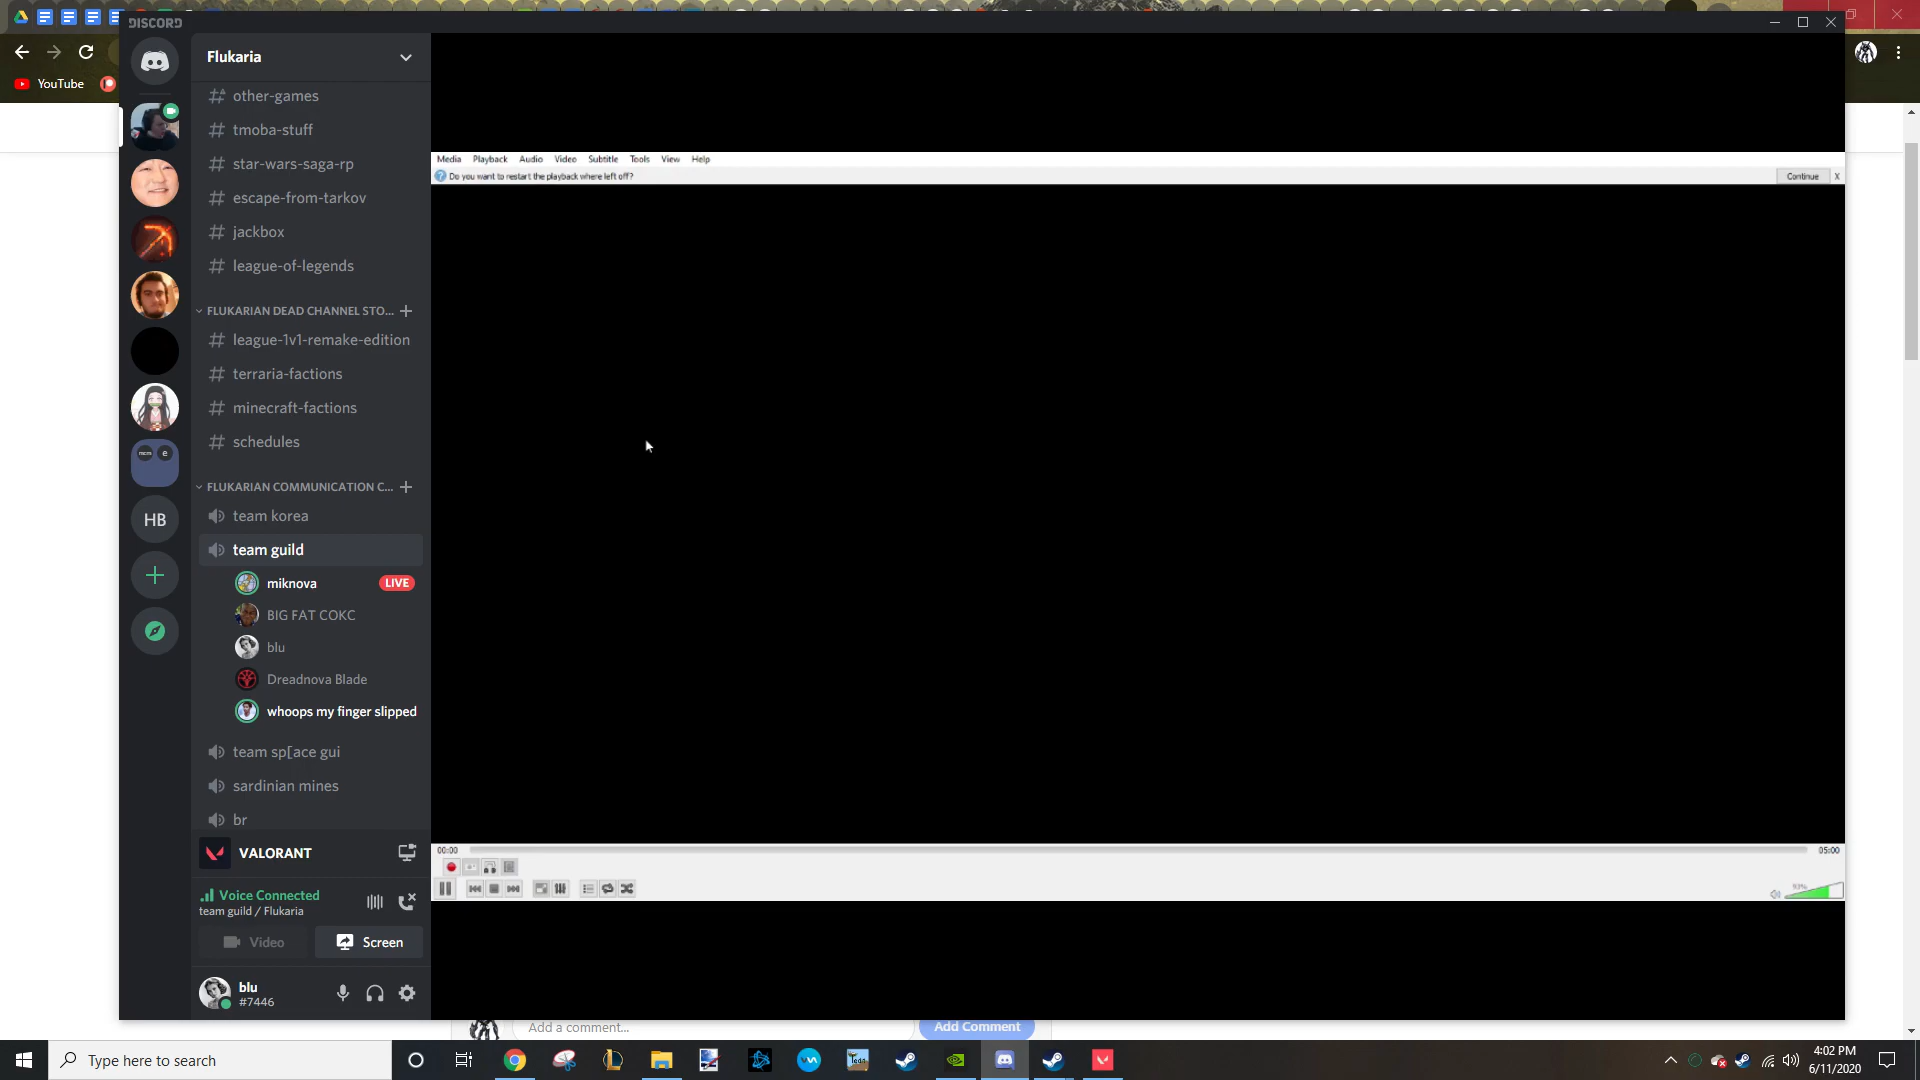 DISCORD
YouTube
Flukaria
other-games
tmoba-stuff
star-wars-saga-rp
escape-from-tarkov
jackbox
league-of-legends
FLUKARIAN DEAD CHANNEL STO...
league-1v1-remake-edition
terraria-factions
minecraft-factions
schedules
FLUKARIAN COMMUNICATION C...
team korea
team guild
miknova LIVE
BIG FAT COKC
blu
Dreadnova Blade
whoops my finger slipped
team sp[ace gui
sardinian mines
br
mcm e
HB
VALORANT
Voice Connected
team guild / Flukaria
Video Screen
blu
#7446
Media Playback Audio Video Subtitle Tools View Help
Do you want to restart the playback where left off? Continue X
00:00 05:00
93%
Add a comment... Add Comment
Type here to search
4:02 PM
6/11/2020